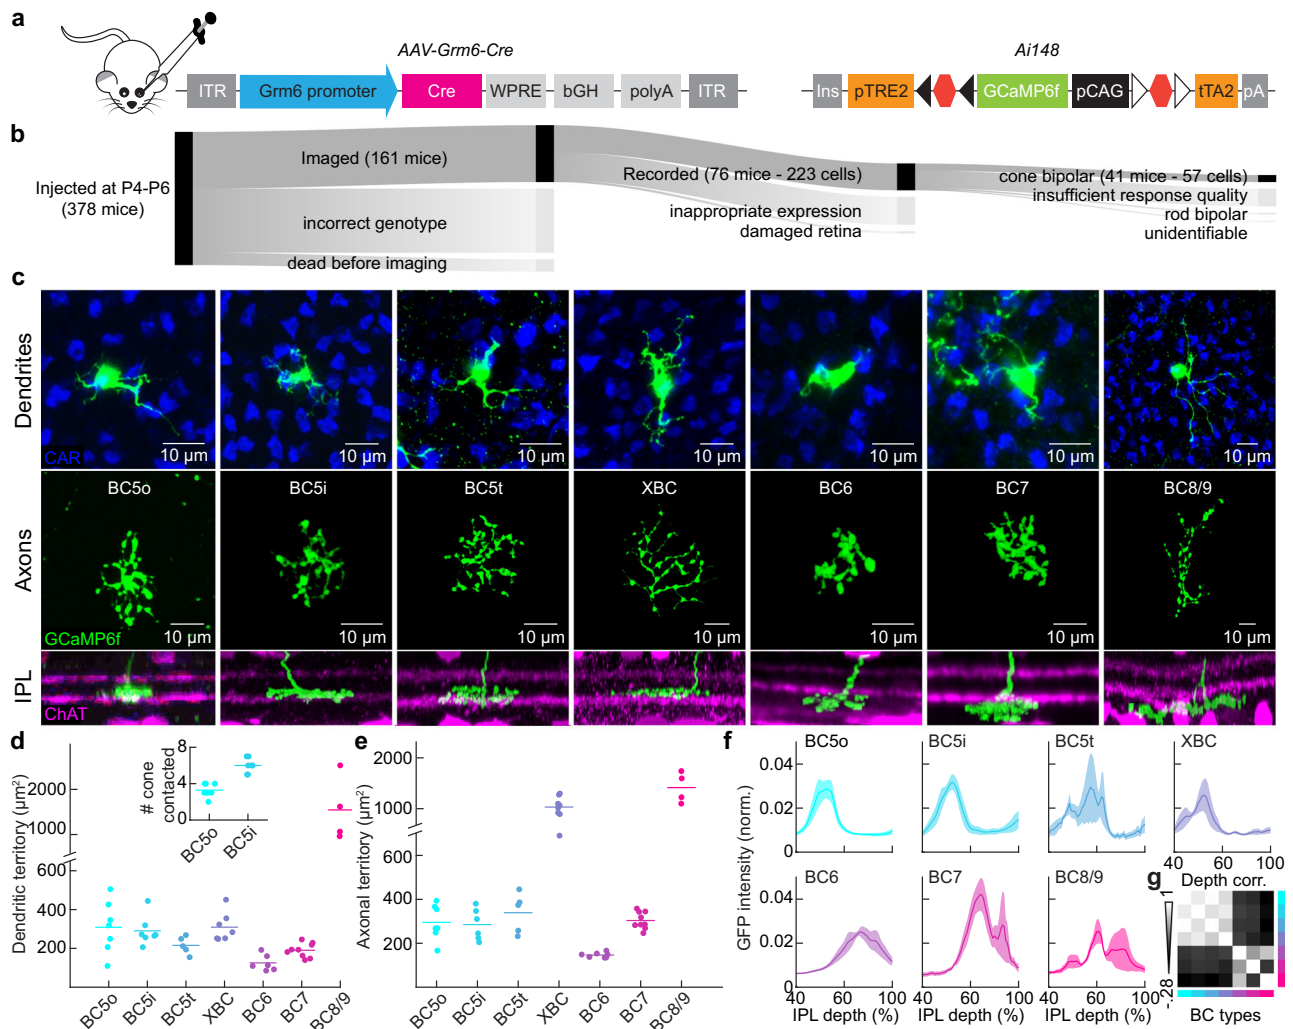 a
AAV-Grm6-Cre
Ai148
ITR Grm6 promoter Cre WPRE bGH polyA ITR
Ins pTRE2 GCaMP6f pCAG tTA2 pA
b
Injected at P4-P6
(378 mice)
Imaged (161 mice)
incorrect genotype
dead before imaging
Recorded (76 mice - 223 cells)
inappropriate expression
damaged retina
cone bipolar (41 mice - 57 cells)
insufficient response quality
rod bipolar
unidentifiable
c
Dendrites
CAR
10 µm 10 µm 10 µm 10 µm 10 µm 10 µm 10 µm
Axons
BC5o BC5i BC5t XBC BC6 BC7 BC8/9
GCaMP6f
10 µm 10 µm 10 µm 10 µm 10 µm 10 µm 10 µm
IPL
ChAT
d
Dendritic territory (µm²)
2000
1000
600
400
200
# cone
contacted
8
4
0
BC5o BC5i
BC5o BC5i BC5t XBC BC6 BC7 BC8/9
e
Axonal territory (µm²)
2000
1000
600
400
200
BC5o BC5i BC5t XBC BC6 BC7 BC8/9
f
GFP intensity (norm.)
BC5o BC5i BC5t XBC
0.04
0.02
0
40 100
BC6 BC7 BC8/9
0.04
0.02
0
40 100 40 100 40 100
IPL depth (%) IPL depth (%) IPL depth (%)
g
Depth corr.
1
-.28
BC types